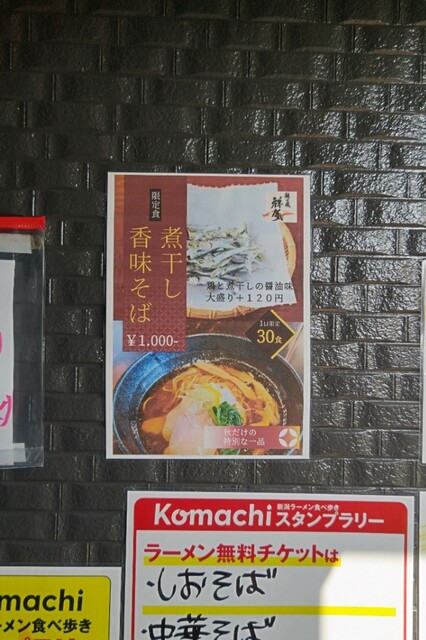 限定食
煮干し
香味そば
¥1.000-
麺の蔵
鶏と煮干しの醤油味
大盛り+120円
1日限定
30食
秋だけの
特別な一品
Komachi 新潟ラーメン食べ歩き スタンプラリー
ラーメン無料チケットは
・しおそば
・中華そば
machi
ーメン食べ歩き